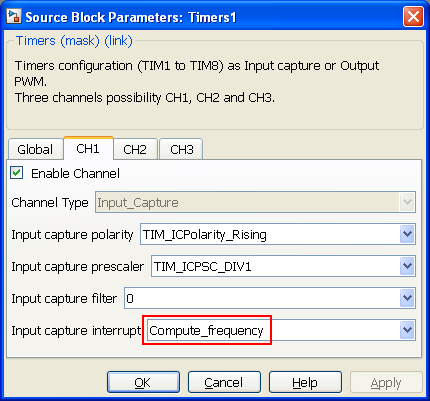 Source Block Parameters: Timers1
Timers (mask) (link)
Timers configuration (TIM1 to TIM8) as Input capture or Output
PWM.
Three channels possibility CH1, CH2 and CH3.
Global CH1 CH2 CH3
Enable Channel
Channel Type Input_Capture
Input capture polarity TIM_ICPolarity_Rising
Input capture prescaler TIM_ICPSC_DIV1
Input capture filter 0
Input capture interrupt Compute_frequency
OK Cancel Help Apply